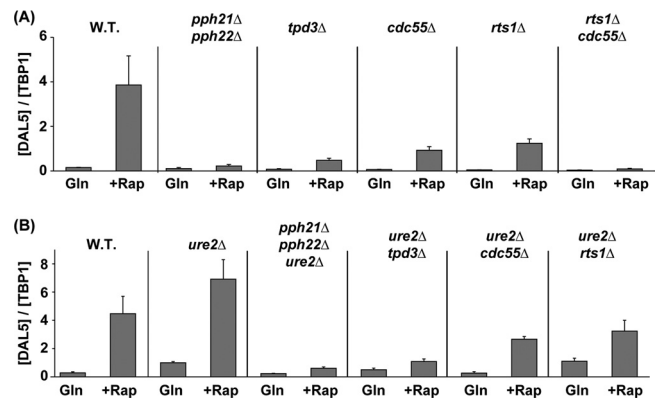 (A)
W.T.
pph21Δ
pph22Δ
tpd3Δ
cdc55Δ
rts1Δ
rts1Δ
cdc55Δ
[DAL5] / [TBP1]
6
4
2
0
Gln +Rap Gln +Rap Gln +Rap Gln +Rap Gln +Rap Gln +Rap
(B)
W.T.
ure2Δ
pph21Δ
pph22Δ
ure2Δ
ure2Δ
tpd3Δ
ure2Δ
cdc55Δ
ure2Δ
rts1Δ
[DAL5] / [TBP1]
8
6
4
2
0
Gln +Rap Gln +Rap Gln +Rap Gln +Rap Gln +Rap Gln +Rap